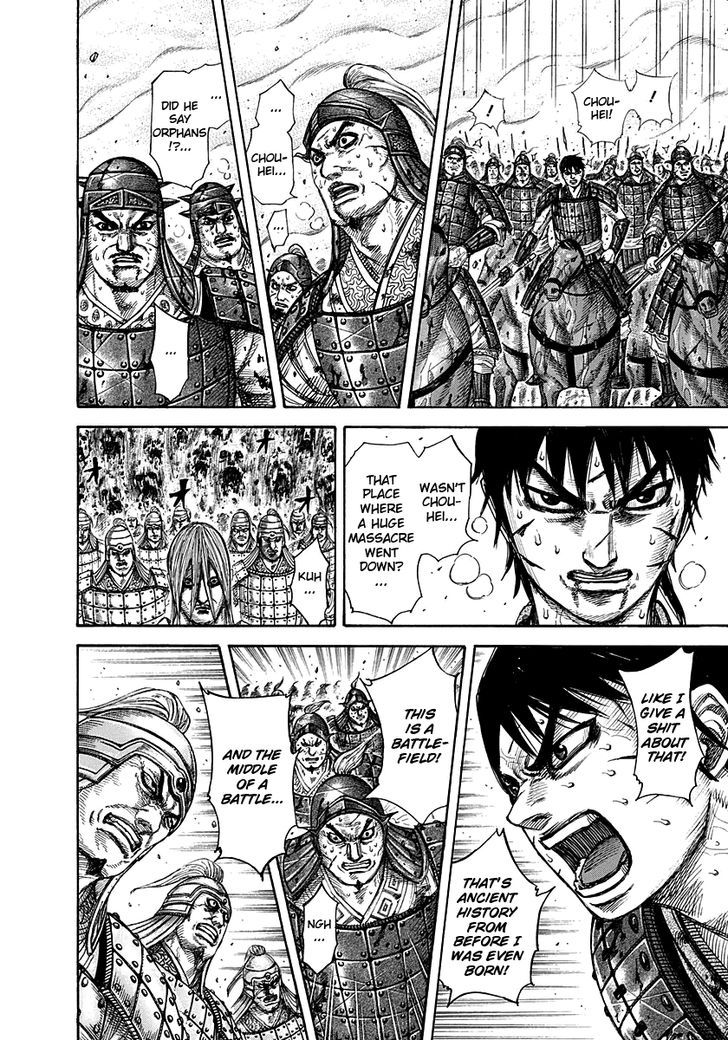 !
CHOU-
HEI!
!
...
CHOU-
HEI...
...
...
DID HE
SAY
ORPHANS
!?...
...
WASN'T
CHOU-
HEI...
THAT
PLACE
WHERE
A HUGE
MASSACRE
WENT
DOWN?
...
KUH
...
LIKE I
GIVE A
SHIT
ABOUT
THAT!
THAT'S
ANCIENT
HISTORY
FROM
BEFORE I
WAS EVEN
BORN!
THIS
IS A
BATTLE-
FIELD!
NGH
...
AND THE
MIDDLE OF
A BATTLE...